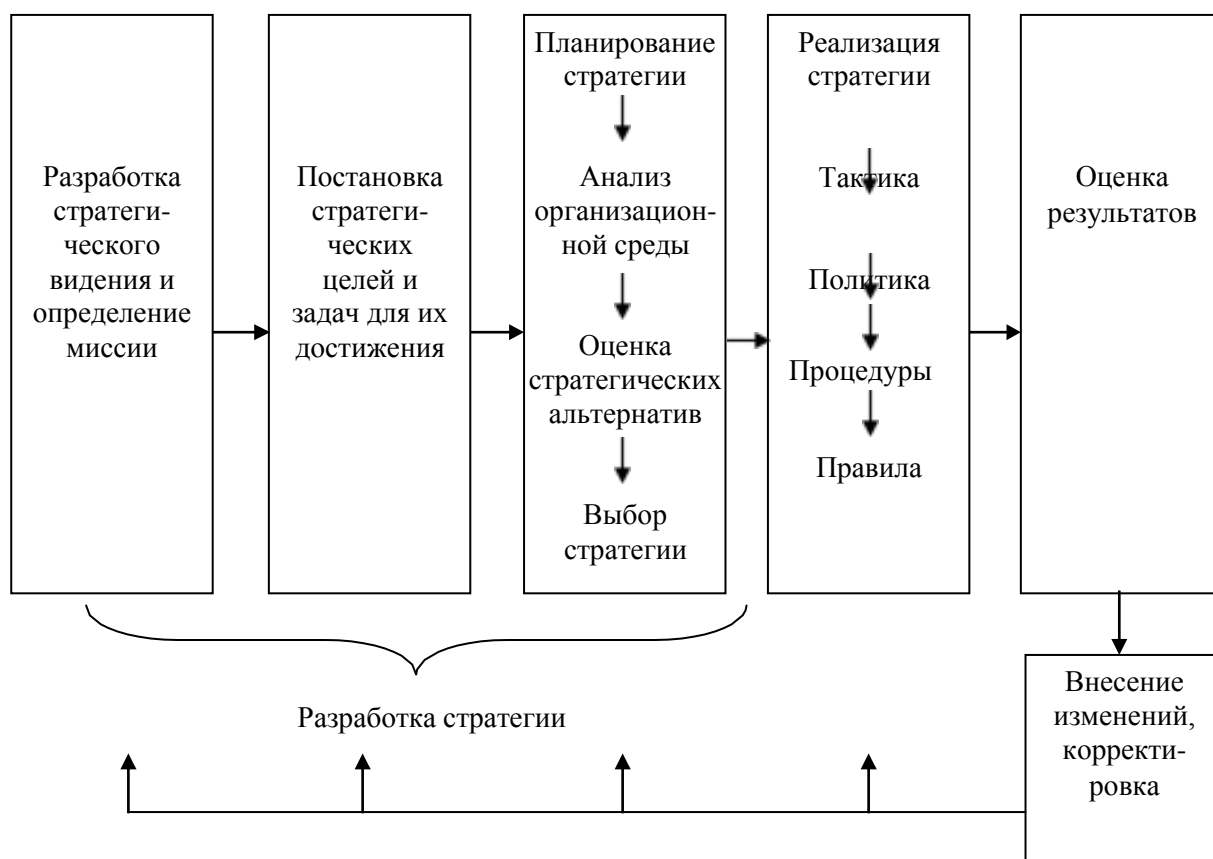 Разработка
стратеги-
ческого
видения и
определение
миссии
Постановка
стратеги-
ческих
целей и
задач для их
достижения
Планирование
стратегии
Анализ
организацион-
ной среды
Оценка
стратегических
альтернатив
Выбор
стратегии
Реализация
стратегии
Тактика
Политика
Процедуры
Правила
Оценка
результатов
Разработка стратегии
Внесение
изменений,
корректи-
ровка